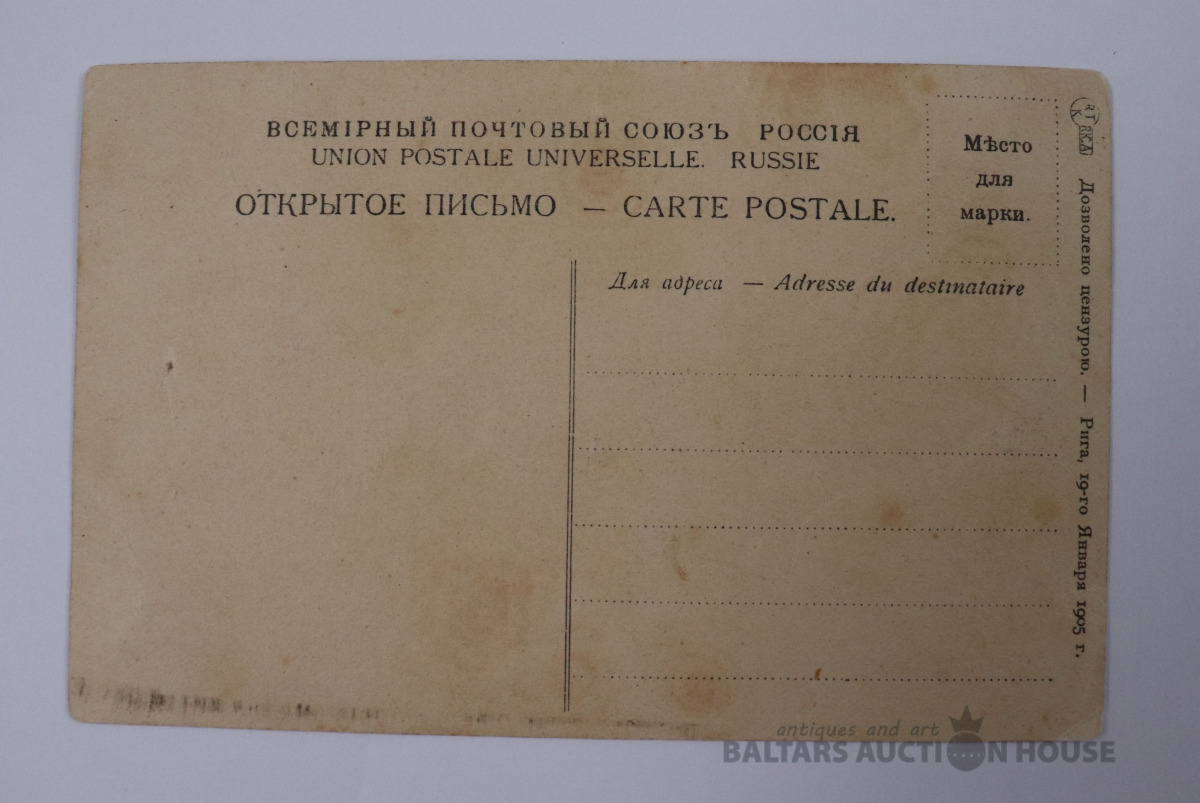 ВСЕМІРНЫЙ ПОЧТОВЫЙ СОЮЗЪ РОССІЯ
UNION POSTALE UNIVERSELLE. RUSSIE
ОТКРЫТОЕ ПИСЬМО — CARTE POSTALE.
Мѣсто
для
марки.
Для адреса — Adresse du destinataire
Дозволено цензурою. — Рига, 19-го Января 1905 г.
antiques and art
BALTARS AUCTION HOUSE